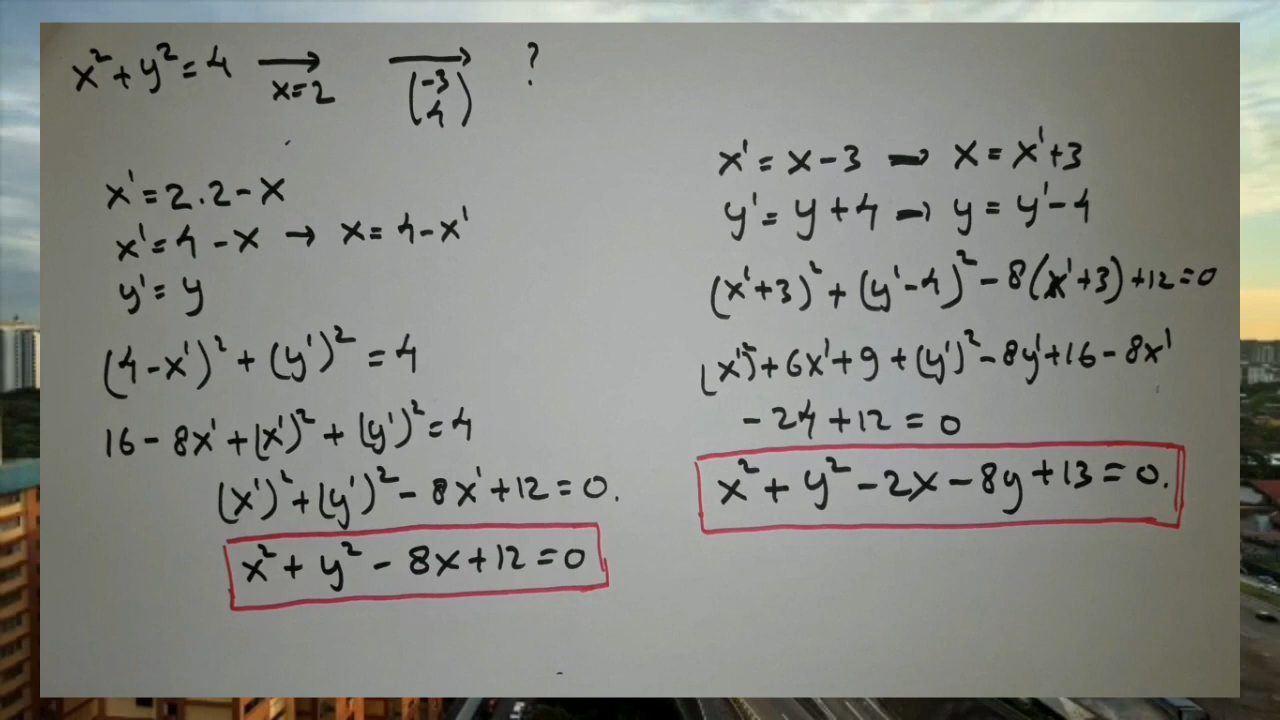 x² + y² = 4 ⟶ x=2 ⟶ (-3 4) ?
x' = 2.2 - x
x' = 4 - x → x = 4 - x'
y' = y
(4 - x')² + (y')² = 4
16 - 8x' + (x')² + (y')² = 4
(x')² + (y')² - 8x' + 12 = 0.
x² + y² - 8x + 12 = 0
x' = x - 3 → x = x' + 3
y' = y + 4 → y = y' - 4
(x' + 3)² + (y' - 4)² - 8(x' + 3) + 12 = 0
(x')² + 6x' + 9 + (y')² - 8y' + 16 - 8x'
- 24 + 12 = 0
x² + y² - 2x - 8y + 13 = 0.